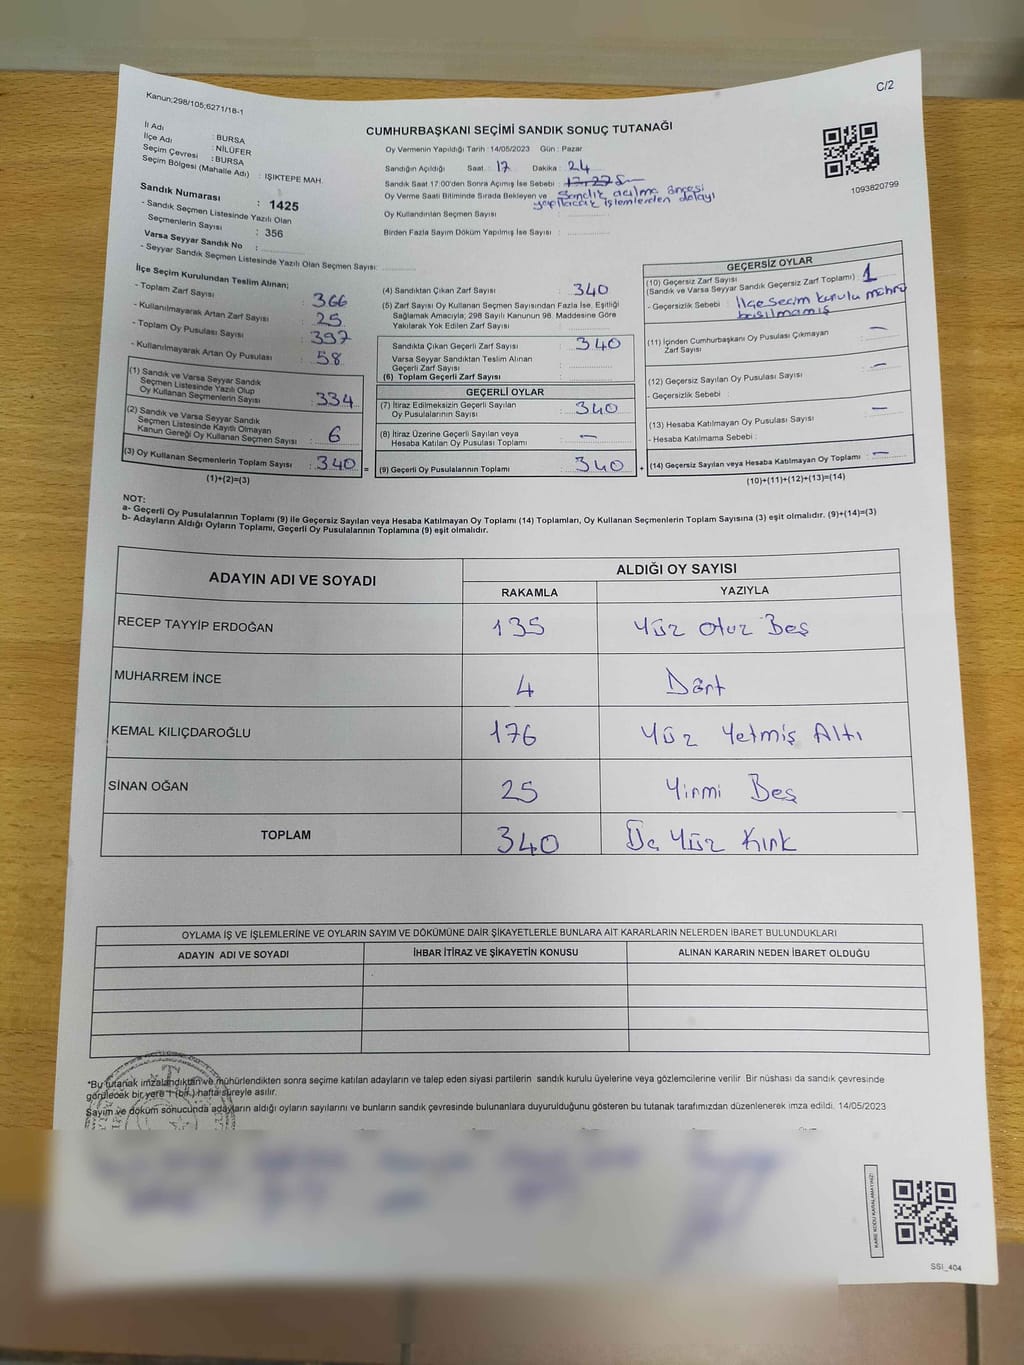 Kanun;298/105;6271/18-1
C/2
İl Adı : BURSA
İlçe Adı : NİLÜFER
Seçim Çevresi : BURSA
Seçim Bölgesi (Mahalle Adı) : IŞIKTEPE MAH.
CUMHURBAŞKANI SEÇİMİ SANDIK SONUÇ TUTANAĞI
Oy Vermenin Yapıldığı Tarih : 14/05/2023 Gün : Pazar
Sandığın Açıldığı Saat : 17 Dakika : 24
Sandık Saat 17:00'den Sonra Açımış İse Sebebi :
Oy Verme Saati Bitiminde Sırada Bekleyen ve Sandık açılma öncesi
yapılacak işlemlerden dolayı
Oy Kullandırılan Seçmen Sayısı :
Birden Fazla Sayım Döküm Yapılmış İse Sayısı :
1093820799
Sandık Numarası : 1425
- Sandık Seçmen Listesinde Yazılı Olan
Seçmenlerin Sayısı : 356
Varsa Seyyar Sandık No :
- Seyyar Sandık Seçmen Listesinde Yazılı Olan Seçmen Sayısı:
İlçe Seçim Kurulundan Teslim Alınan;
- Toplam Zarf Sayısı : 366
- Kullanılmayarak Artan Zarf Sayısı : 25
- Toplam Oy Pusulası Sayısı : 397
- Kullanılmayarak Artan Oy Pusulası : 58
(1) Sandık ve Varsa Seyyar Sandık
Seçmen Listesinde Yazılı Olup
Oy Kullanan Seçmenlerin Sayısı : 334
(2) Sandık ve Varsa Seyyar Sandık
Seçmen Listesinde Kayıtlı Olmayan
Kanun Gereği Oy Kullanan Seçmen Sayısı : 6
(3) Oy Kullanan Seçmenlerin Toplam Sayısı : 340 =
(1)+(2)=(3)
(4) Sandıktan Çıkan Zarf Sayısı : 340
(5) Zarf Sayısı Oy Kullanan Seçmen Sayısından Fazla İse, Eşitliği
Sağlamak Amacıyla; 298 Sayılı Kanunun 98. Maddesine Göre
Yakılarak Yok Edilen Zarf Sayısı :
Sandıkta Çıkan Geçerli Zarf Sayısı : 340
Varsa Seyyar Sandıktan Teslim Alınan
Geçerli Zarf Sayısı :
(6) Toplam Geçerli Zarf Sayısı :
GEÇERLİ OYLAR
(7) İtiraz Edilmeksizin Geçerli Sayılan
Oy Pusulalarının Sayısı : 340
(8) İtiraz Üzerine Geçerli Sayılan veya
Hesaba Katılan Oy Pusulası Toplamı : —
(9) Geçerli Oy Pusulalarının Toplamı : 340 +
GEÇERSİZ OYLAR
(10) Geçersiz Zarf Sayısı
(Sandık ve Varsa Seyyar Sandık Geçersiz Zarf Toplamı) : 1
- Geçersizlik Sebebi : İlçe seçim kurulu mührü
basılmamış
(11) İçinden Cumhurbaşkanı Oy Pusulası Çıkmayan
Zarf Sayısı : —
(12) Geçersiz Sayılan Oy Pusulası Sayısı : —
- Geçersizlik Sebebi :
(13) Hesaba Katılmayan Oy Pusulası Sayısı : —
- Hesaba Katılmama Sebebi :
(14) Geçersiz Sayılan veya Hesaba Katılmayan Oy Toplamı : —
(10)+(11)+(12)+(13)=(14)
NOT:
a- Geçerli Oy Pusulalarının Toplamı (9) ile Geçersiz Sayılan veya Hesaba Katılmayan Oy Toplamı (14) Toplamları, Oy Kullanan Seçmenlerin Toplam Sayısına (3) eşit olmalıdır. (9)+(14)=(3)
b- Adayların Aldığı Oyların Toplamı, Geçerli Oy Pusulalarının Toplamına (9) eşit olmalıdır.
ADAYIN ADI VE SOYADI
ALDIĞI OY SAYISI
RAKAMLA YAZIYLA
RECEP TAYYİP ERDOĞAN 135 Yüz Otuz Beş
MUHARREM İNCE 4 Dört
KEMAL KILIÇDAROĞLU 176 Yüz Yetmiş Altı
SİNAN OĞAN 25 Yirmi Beş
TOPLAM 340 Üç Yüz Kırk
OYLAMA İŞ VE İŞLEMLERİNE VE OYLARIN SAYIM VE DÖKÜMÜNE DAİR ŞİKAYETLERLE BUNLARA AİT KARARLARIN NELERDEN İBARET BULUNDUKLARI
ADAYIN ADI VE SOYADI İHBAR İTİRAZ VE ŞİKAYETİN KONUSU ALINAN KARARIN NEDEN İBARET OLDUĞU
*Bu tutanak imzalandıktan ve mühürlendikten sonra seçime katılan adayların ve talep eden siyasi partilerin sandık kurulu üyelerine veya gözlemcilerine verilir. Bir nüshası da sandık çevresinde
görülecek bir yere 1 (bir) hafta süreyle asılır.
Sayım ve döküm sonucunda adayların aldığı oyların sayılarını ve bunların sandık çevresinde bulunanlara duyurulduğunu gösteren bu tutanak tarafımızdan düzenlenerek imza edildi. 14/05/2023
KARE KODU KARALAMAYINIZ!
SSI_404